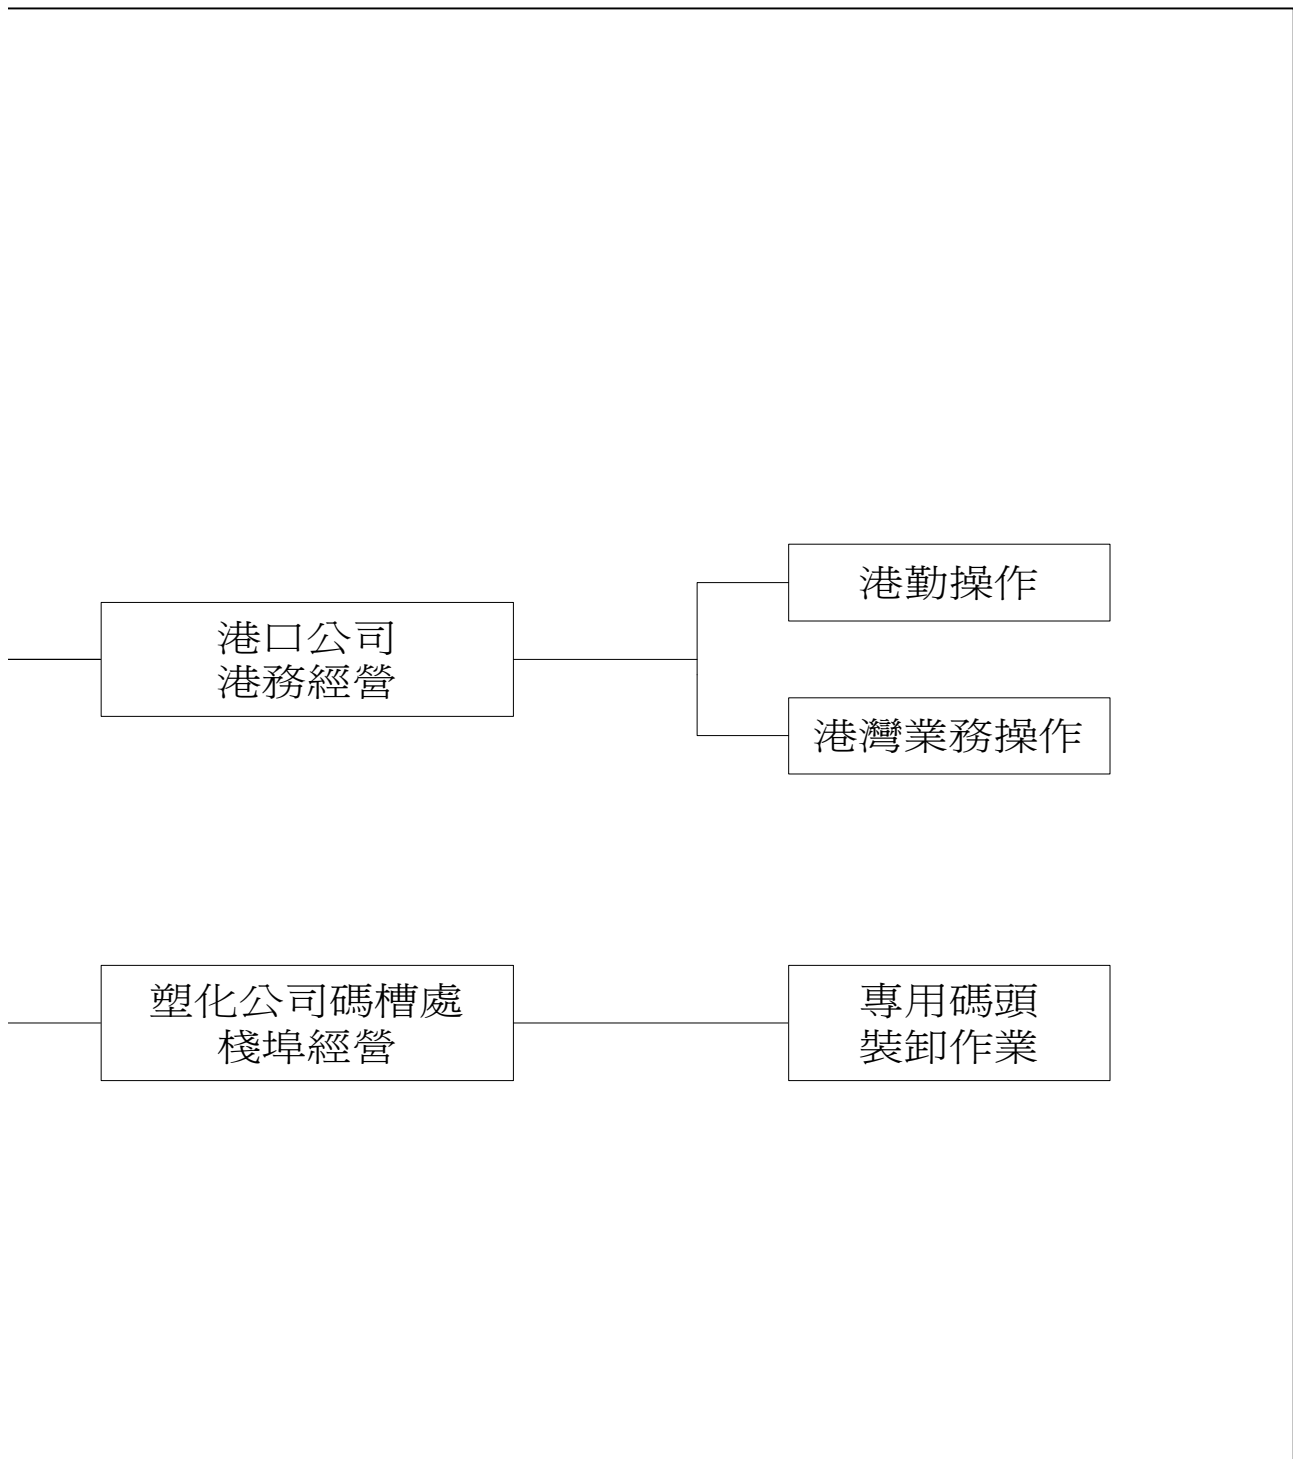 港勤操作
港口公司
港務經營
港灣業務操作
塑化公司碼槽處
棧埠經營
專用碼頭
裝卸作業